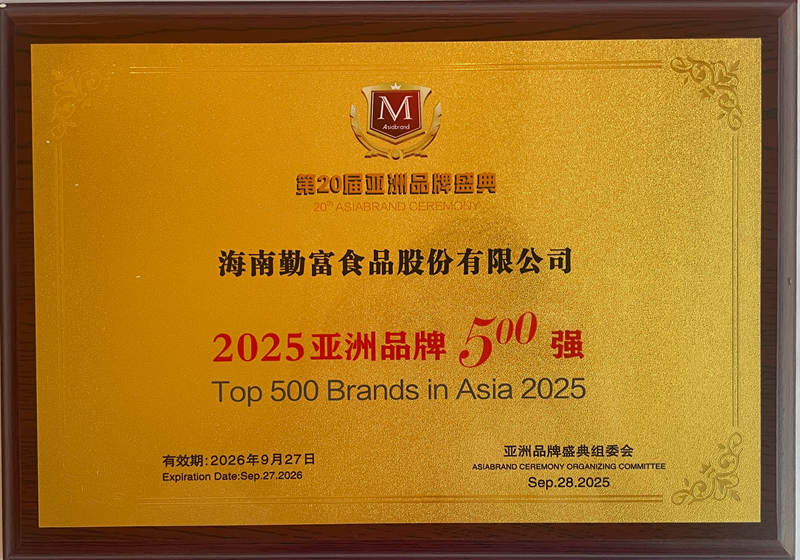 M
Asiabrand
第20届亚洲品牌盛典
20th ASIABRAND CEREMONY
海南勤富食品股份有限公司
2025亚洲品牌500强
Top 500 Brands in Asia 2025
有效期:2026年9月27日
Expiration Date:Sep.27.2026
亚洲品牌盛典组委会
ASIABRAND CEREMONY ORGANIZING COMMITTEE
Sep.28.2025